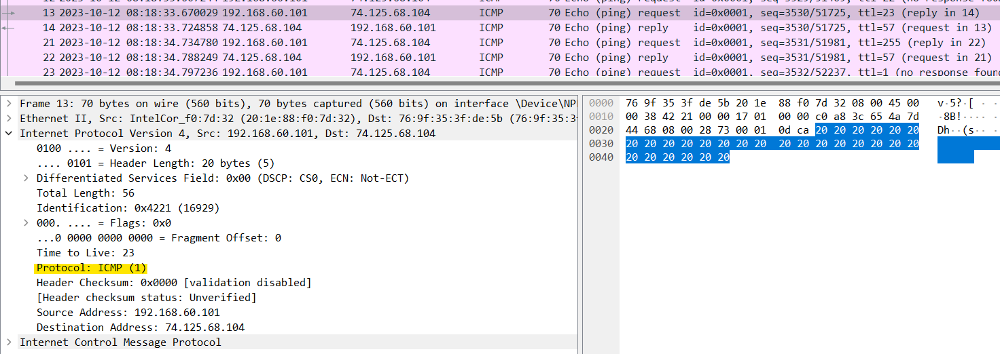 13 2023-10-12 08:18:33.670029 192.168.60.101 74.125.68.104 ICMP 70 Echo (ping) request id=0x0001, seq=3530/51725, ttl=23 (reply in 14)
14 2023-10-12 08:18:33.724858 74.125.68.104 192.168.60.101 ICMP 70 Echo (ping) reply id=0x0001, seq=3530/51725, ttl=57 (request in 13)
21 2023-10-12 08:18:34.734780 192.168.60.101 74.125.68.104 ICMP 70 Echo (ping) request id=0x0001, seq=3531/51981, ttl=255 (reply in 22)
22 2023-10-12 08:18:34.788249 74.125.68.104 192.168.60.101 ICMP 70 Echo (ping) reply id=0x0001, seq=3531/51981, ttl=57 (request in 21)
23 2023-10-12 08:18:34.797236 192.168.60.101 74.125.68.104 ICMP 70 Echo (ping) request id=0x0001, seq=3532/52237, ttl=1 (no response foun
Frame 13: 70 bytes on wire (560 bits), 70 bytes captured (560 bits) on interface \Device\NP
Ethernet II, Src: IntelCor_f0:7d:32 (20:1e:88:f0:7d:32), Dst: 76:9f:35:3f:de:5b (76:9f:35:3
Internet Protocol Version 4, Src: 192.168.60.101, Dst: 74.125.68.104
0100 .... = Version: 4
.... 0101 = Header Length: 20 bytes (5)
Differentiated Services Field: 0x00 (DSCP: CS0, ECN: Not-ECT)
Total Length: 56
Identification: 0x4221 (16929)
000. .... = Flags: 0x0
...0 0000 0000 0000 = Fragment Offset: 0
Time to Live: 23
Protocol: ICMP (1)
Header Checksum: 0x0000 [validation disabled]
[Header checksum status: Unverified]
Source Address: 192.168.60.101
Destination Address: 74.125.68.104
Internet Control Message Protocol
0000 76 9f 35 3f de 5b 20 1e 88 f0 7d 32 08 00 45 00 v·5?·[ · ·
0010 00 38 42 21 00 00 17 01 00 00 c0 a8 3c 65 4a 7d ·8B!····
0020 44 68 08 00 28 73 00 01 0d ca 20 20 20 20 20 20 Dh··(s··
0030 20 20 20 20 20 20 20 20 20 20 20 20 20 20 20 20
0040 20 20 20 20 20 20